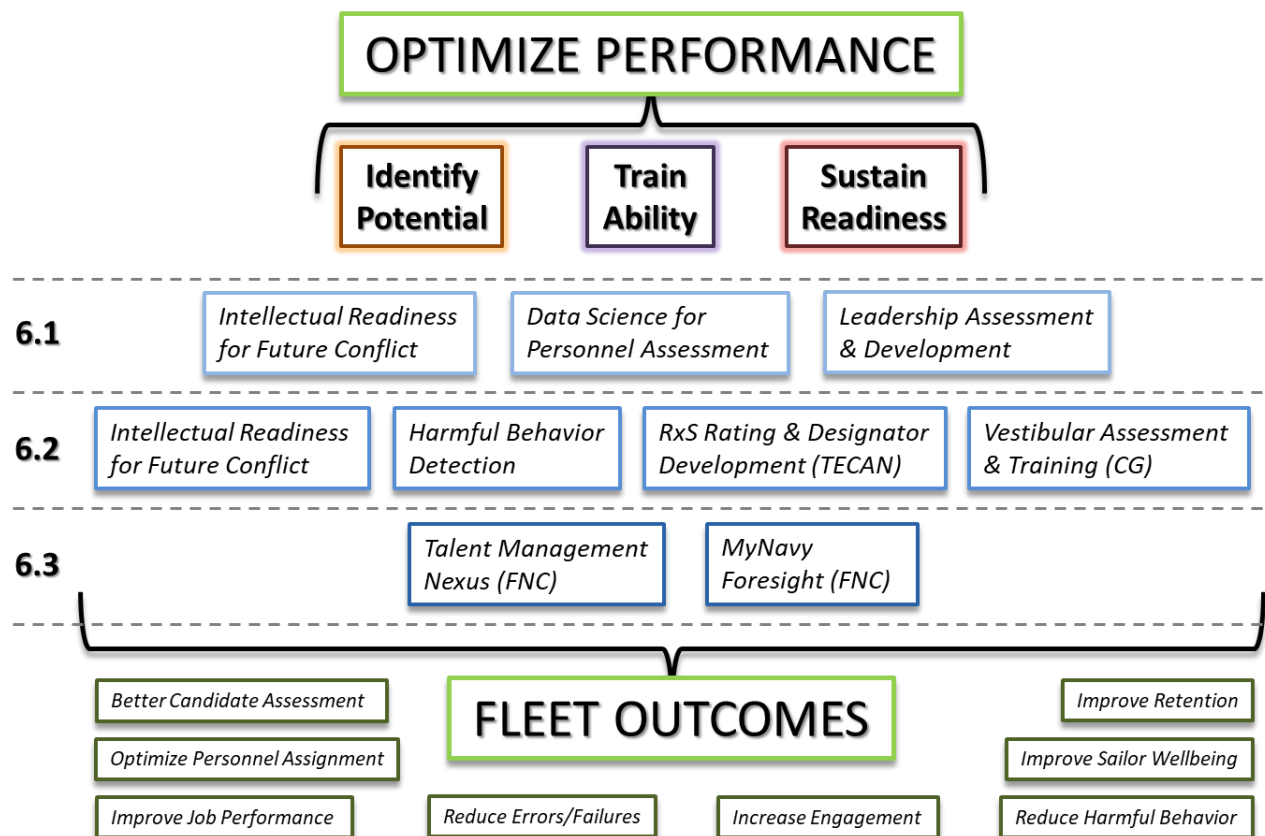 OPTIMIZE PERFORMANCE
Identify
Potential
Train
Ability
Sustain
Readiness
6.1
Intellectual Readiness
for Future Conflict
Data Science for
Personnel Assessment
Leadership Assessment
& Development
6.2
Intellectual Readiness
for Future Conflict
Harmful Behavior
Detection
RxS Rating & Designator
Development (TECAN)
Vestibular Assessment
& Training (CG)
6.3
Talent Management
Nexus (FNC)
MyNavy
Foresight (FNC)
FLEET OUTCOMES
Better Candidate Assessment
Optimize Personnel Assignment
Improve Job Performance
Reduce Errors/Failures
Increase Engagement
Improve Retention
Improve Sailor Wellbeing
Reduce Harmful Behavior